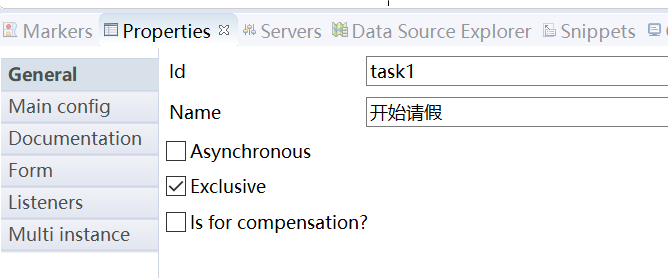 Markers Properties Servers Data Source Explorer Snippets
General
Id task1
Main config
Name 开始请假
Documentation
Asynchronous
Form
Exclusive
Listeners
Is for compensation?
Multi instance